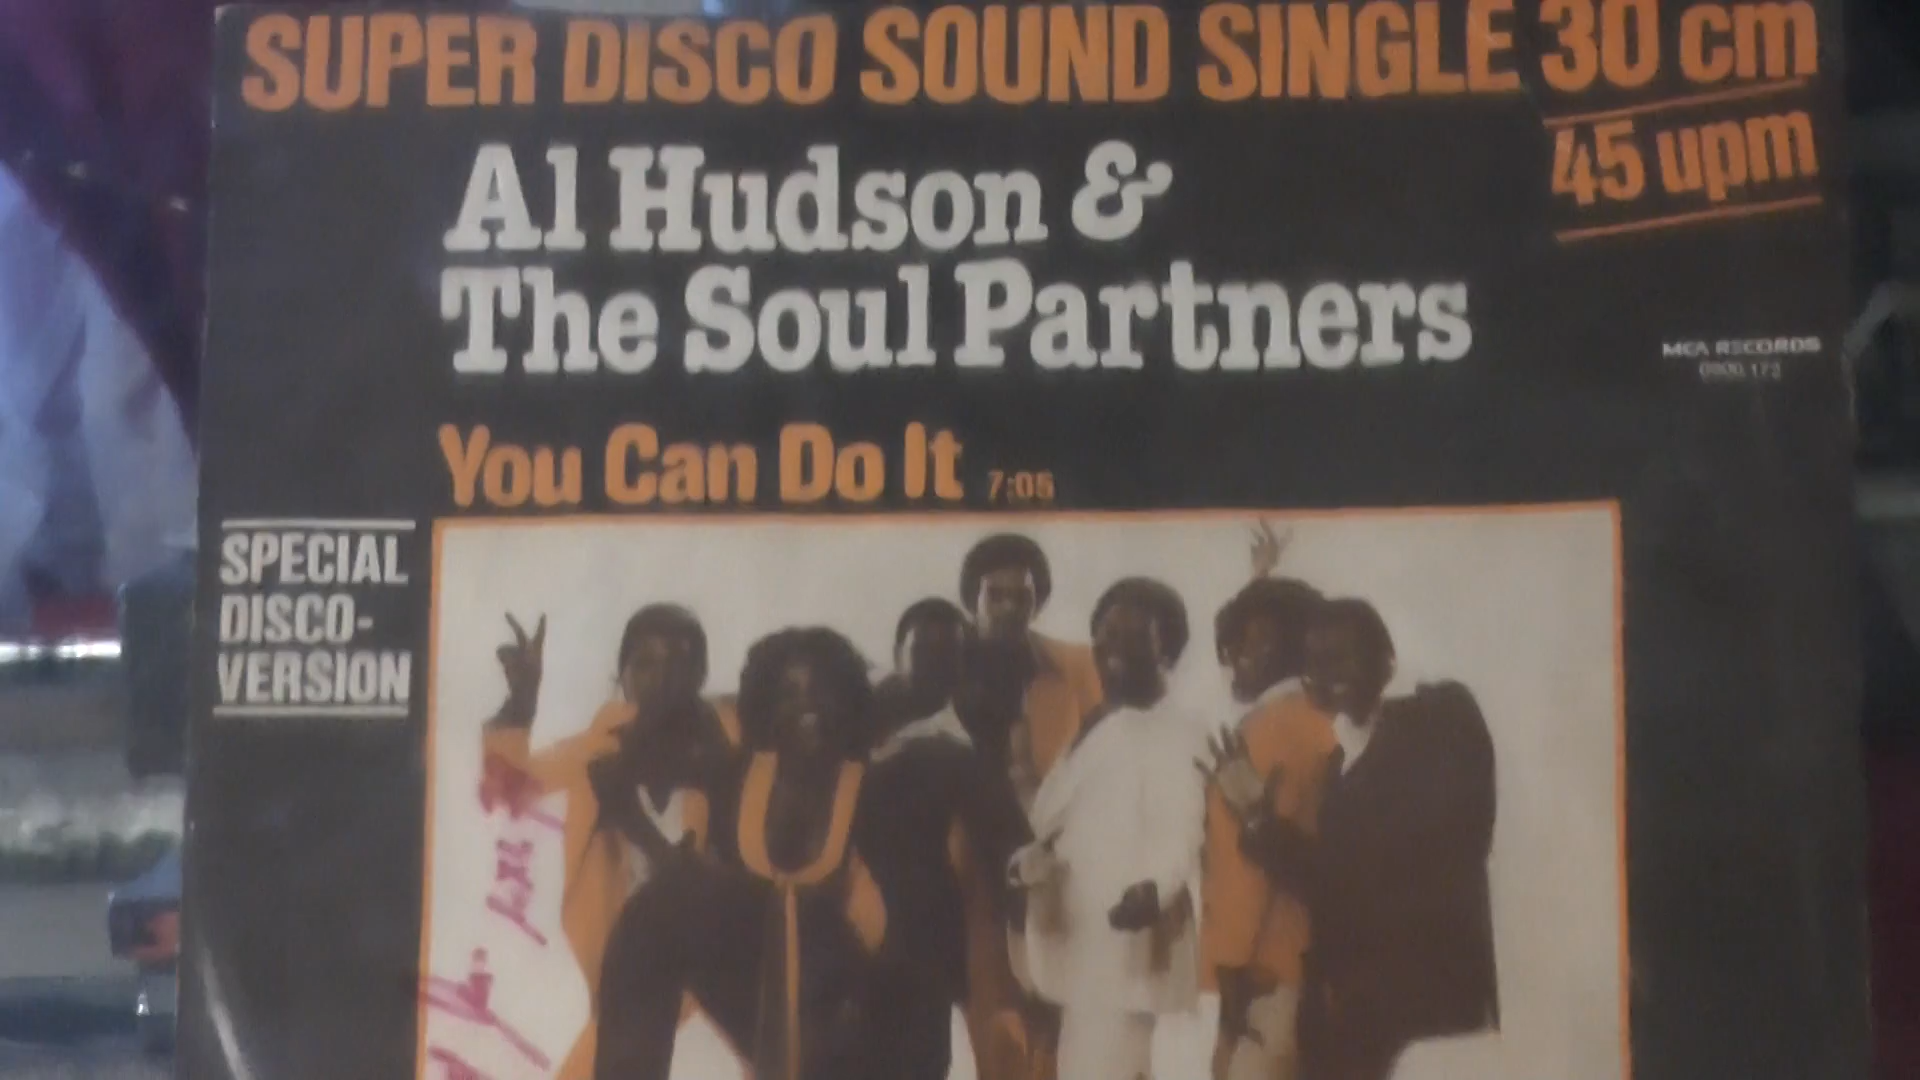 SUPER DISCO SOUND SINGLE 30 cm
45 upm
Al Hudson &
The Soul Partners
MCA RECORDS
You Can Do It 7:05
SPECIAL
DISCO-
VERSION